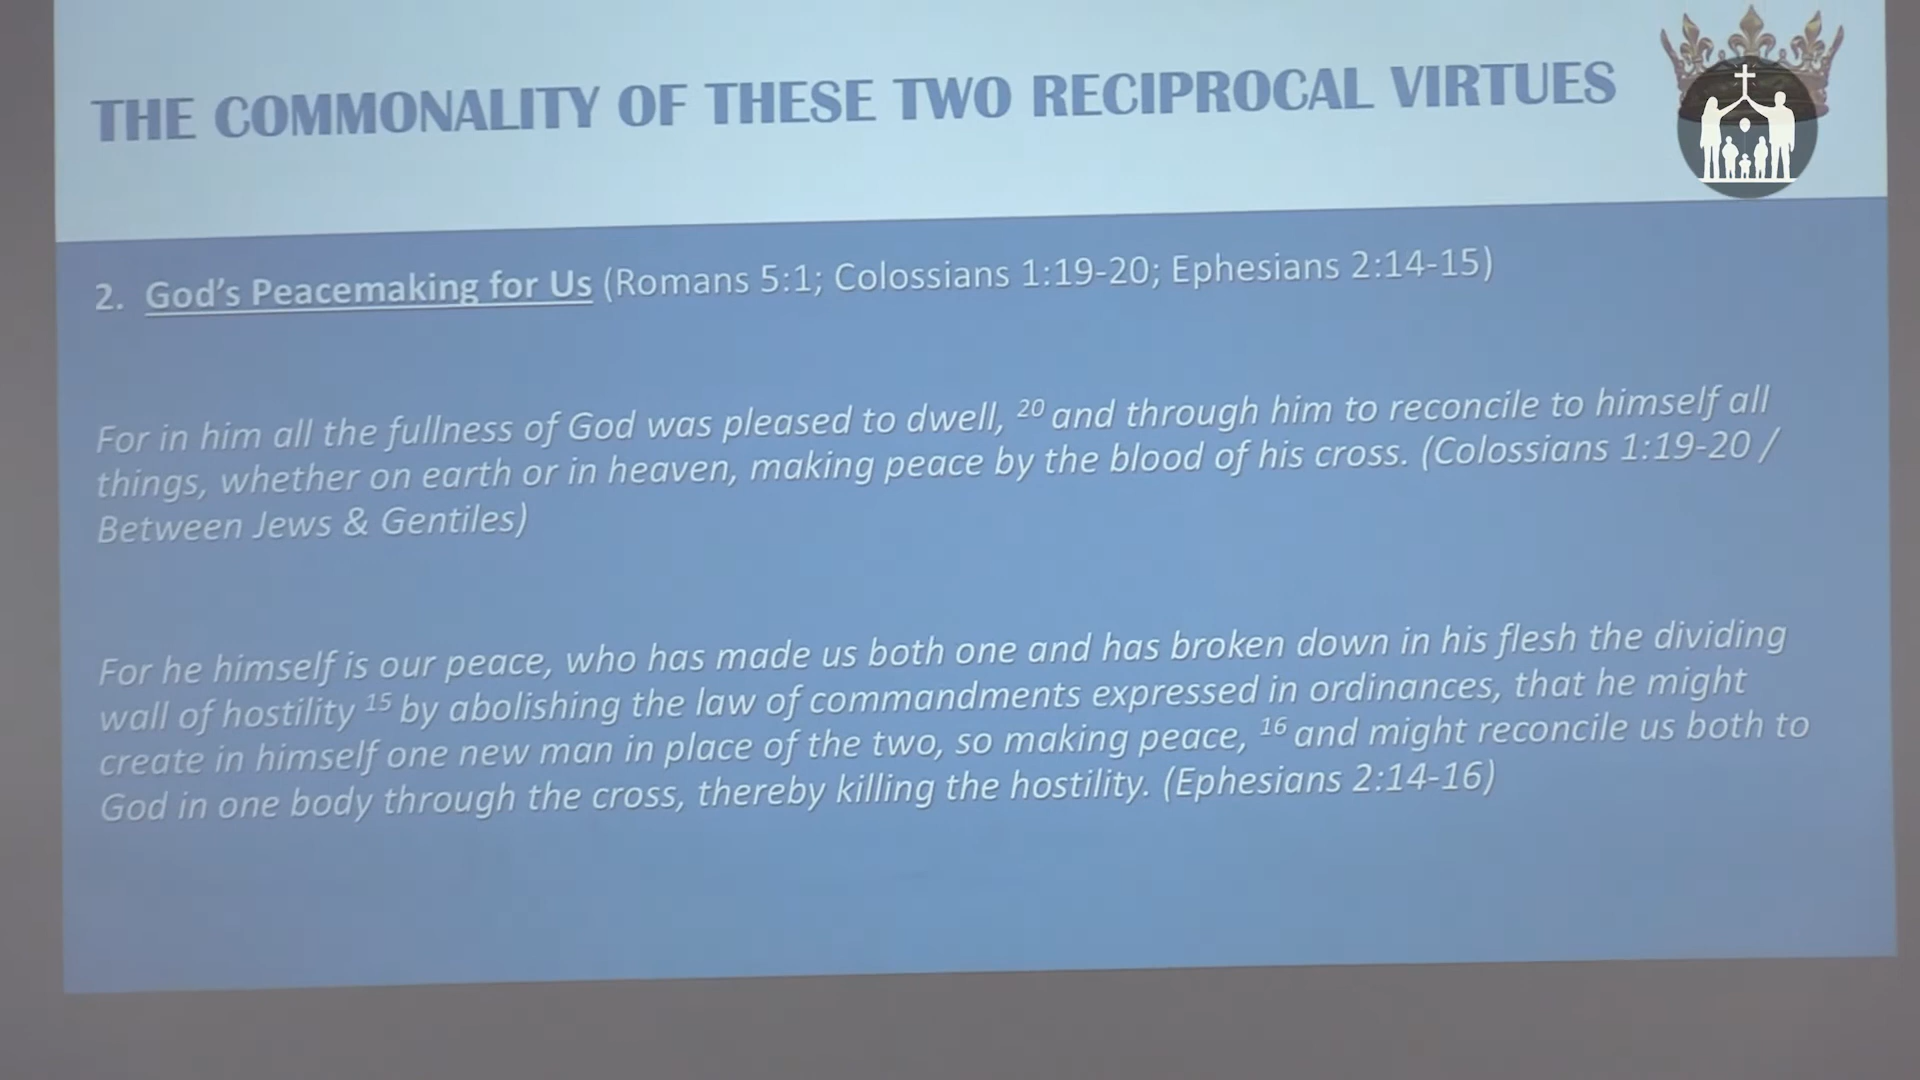 THE COMMONALITY OF THESE TWO RECIPROCAL VIRTUES
2. God’s Peacemaking for Us (Romans 5:1; Colossians 1:19-20; Ephesians 2:14-15)
For in him all the fullness of God was pleased to dwell, 20 and through him to reconcile to himself all
things, whether on earth or in heaven, making peace by the blood of his cross. (Colossians 1:19-20 /
Between Jews & Gentiles)
For he himself is our peace, who has made us both one and has broken down in his flesh the dividing
wall of hostility 15 by abolishing the law of commandments expressed in ordinances, that he might
create in himself one new man in place of the two, so making peace, 16 and might reconcile us both to
God in one body through the cross, thereby killing the hostility. (Ephesians 2:14-16)